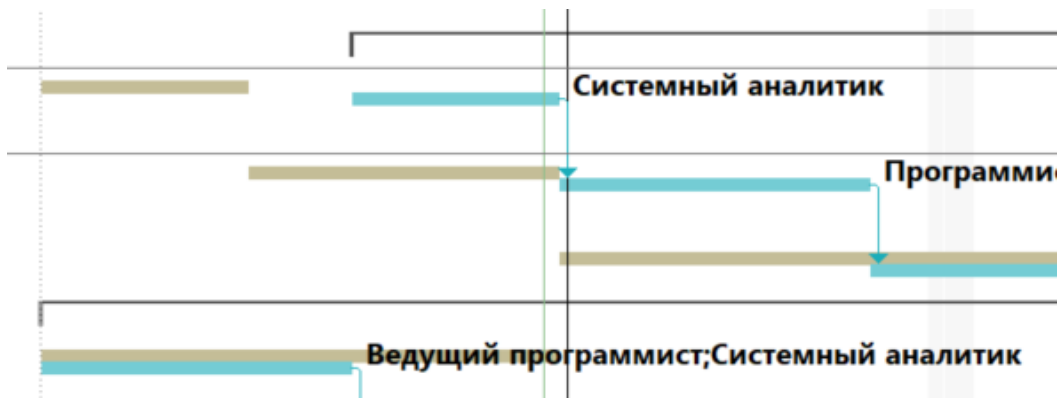 Системный аналитик
Ведущий программист;Системный аналитик